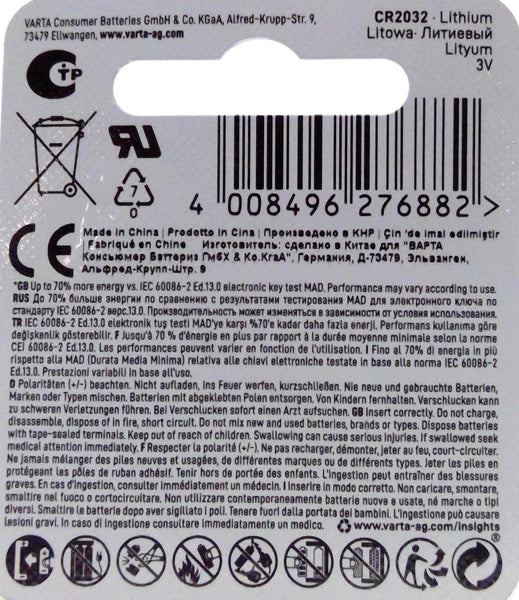 VARTA Consumer Batteries GmbH & Co. KGaA, Alfred-Krupp-Str. 9,
73479 Ellwangen, www.varta-ag.com
CR2032 · Lithium
Litowa · Литиевый
Lityum
3V
TP
7
0
4 008496 276882 >
CE
Made in China | Prodotto in Cina | Произведено в КНР | Çin 'de imal edilmiştir
| Fabriqué en Chine Изготовитель: сделано в Китае для "ВАРТА
Консьюмер Баттериз ГмбХ & Ко.КгаА", Германия, Д-73479, Эльванген,
Альфред-Крупп-Штр. 9
*GB Up to 70% more energy vs. IEC 60086-2 Ed.13.0 electronic key test MAD. Performance may vary according to use.
RUS До 70% больше энергии по сравнению с результатами тестирования MAD для электронного ключа по
стандарту IEC 60086-2 верс.13.0. Производительность может изменяться в зависимости от условия использования.
TR IEC 60086-2 Ed.13.0 elektronik tuş testi MAD'ye karşı %70'e kadar daha fazla enerji. Performans kullanıma göre
değişkenlik gösterebilir. F Jusqu'à 70 % d'énergie en plus par rapport à la durée moyenne minimale selon la norme
CEI 60086-2 Ed.13.0. Les performances peuvent varier en fonction de l'utilisation. I Fino al 70% di energia in più
rispetto alla MAD (Durata Media Minima) relativa alle chiavi elettroniche testate in base alla norma IEC 60086-2
Ed.13.0. Prestazioni variabili in base all'uso.
D Polaritäten (+/-) beachten. Nicht aufladen, ins Feuer werfen, kurzschließen. Nie neue und gebrauchte Batterien,
Marken oder Typen mischen. Batterien mit abgeklebten Polen entsorgen. Von Kindern fernhalten. Verschlucken kann
zu schweren Verletzungen führen. Bei Verschlucken sofort einen Arzt aufsuchen. GB Insert correctly. Do not charge,
disassemble, dispose of in fire, short circuit. Do not mix new and used batteries, brands or types. Dispose batteries
with tape-sealed terminals. Keep out of reach of children. Swallowing can cause serious injuries. If swallowed seek
medical attention immediately. F Respecter la polarité (+/-). Ne pas recharger, démonter, jeter au feu, court-circuiter.
Ne jamais mélanger des piles neuves et usagées, de différentes marques ou de différents types. Jeter les piles en
protégeant les pôles de ruban adhésif. Tenir hors de portée des enfants. L'ingestion peut entraîner des blessures
graves. En cas d'ingestion, consulter immédiatement un médecin. I Inserire in modo corretto. Non caricare, smontare,
smaltire nel fuoco o cortocircuitare. Non utilizzare contemporaneamente batterie nuove e usate, né marche o tipi
diversi. Smaltire le batterie dopo aver sigillato i poli. Tenere fuori dalla portata dei bambini. L'ingestione può causare
lesioni gravi. In caso di ingestione consultare immediatamente un medico. www.varta-ag.com/insights